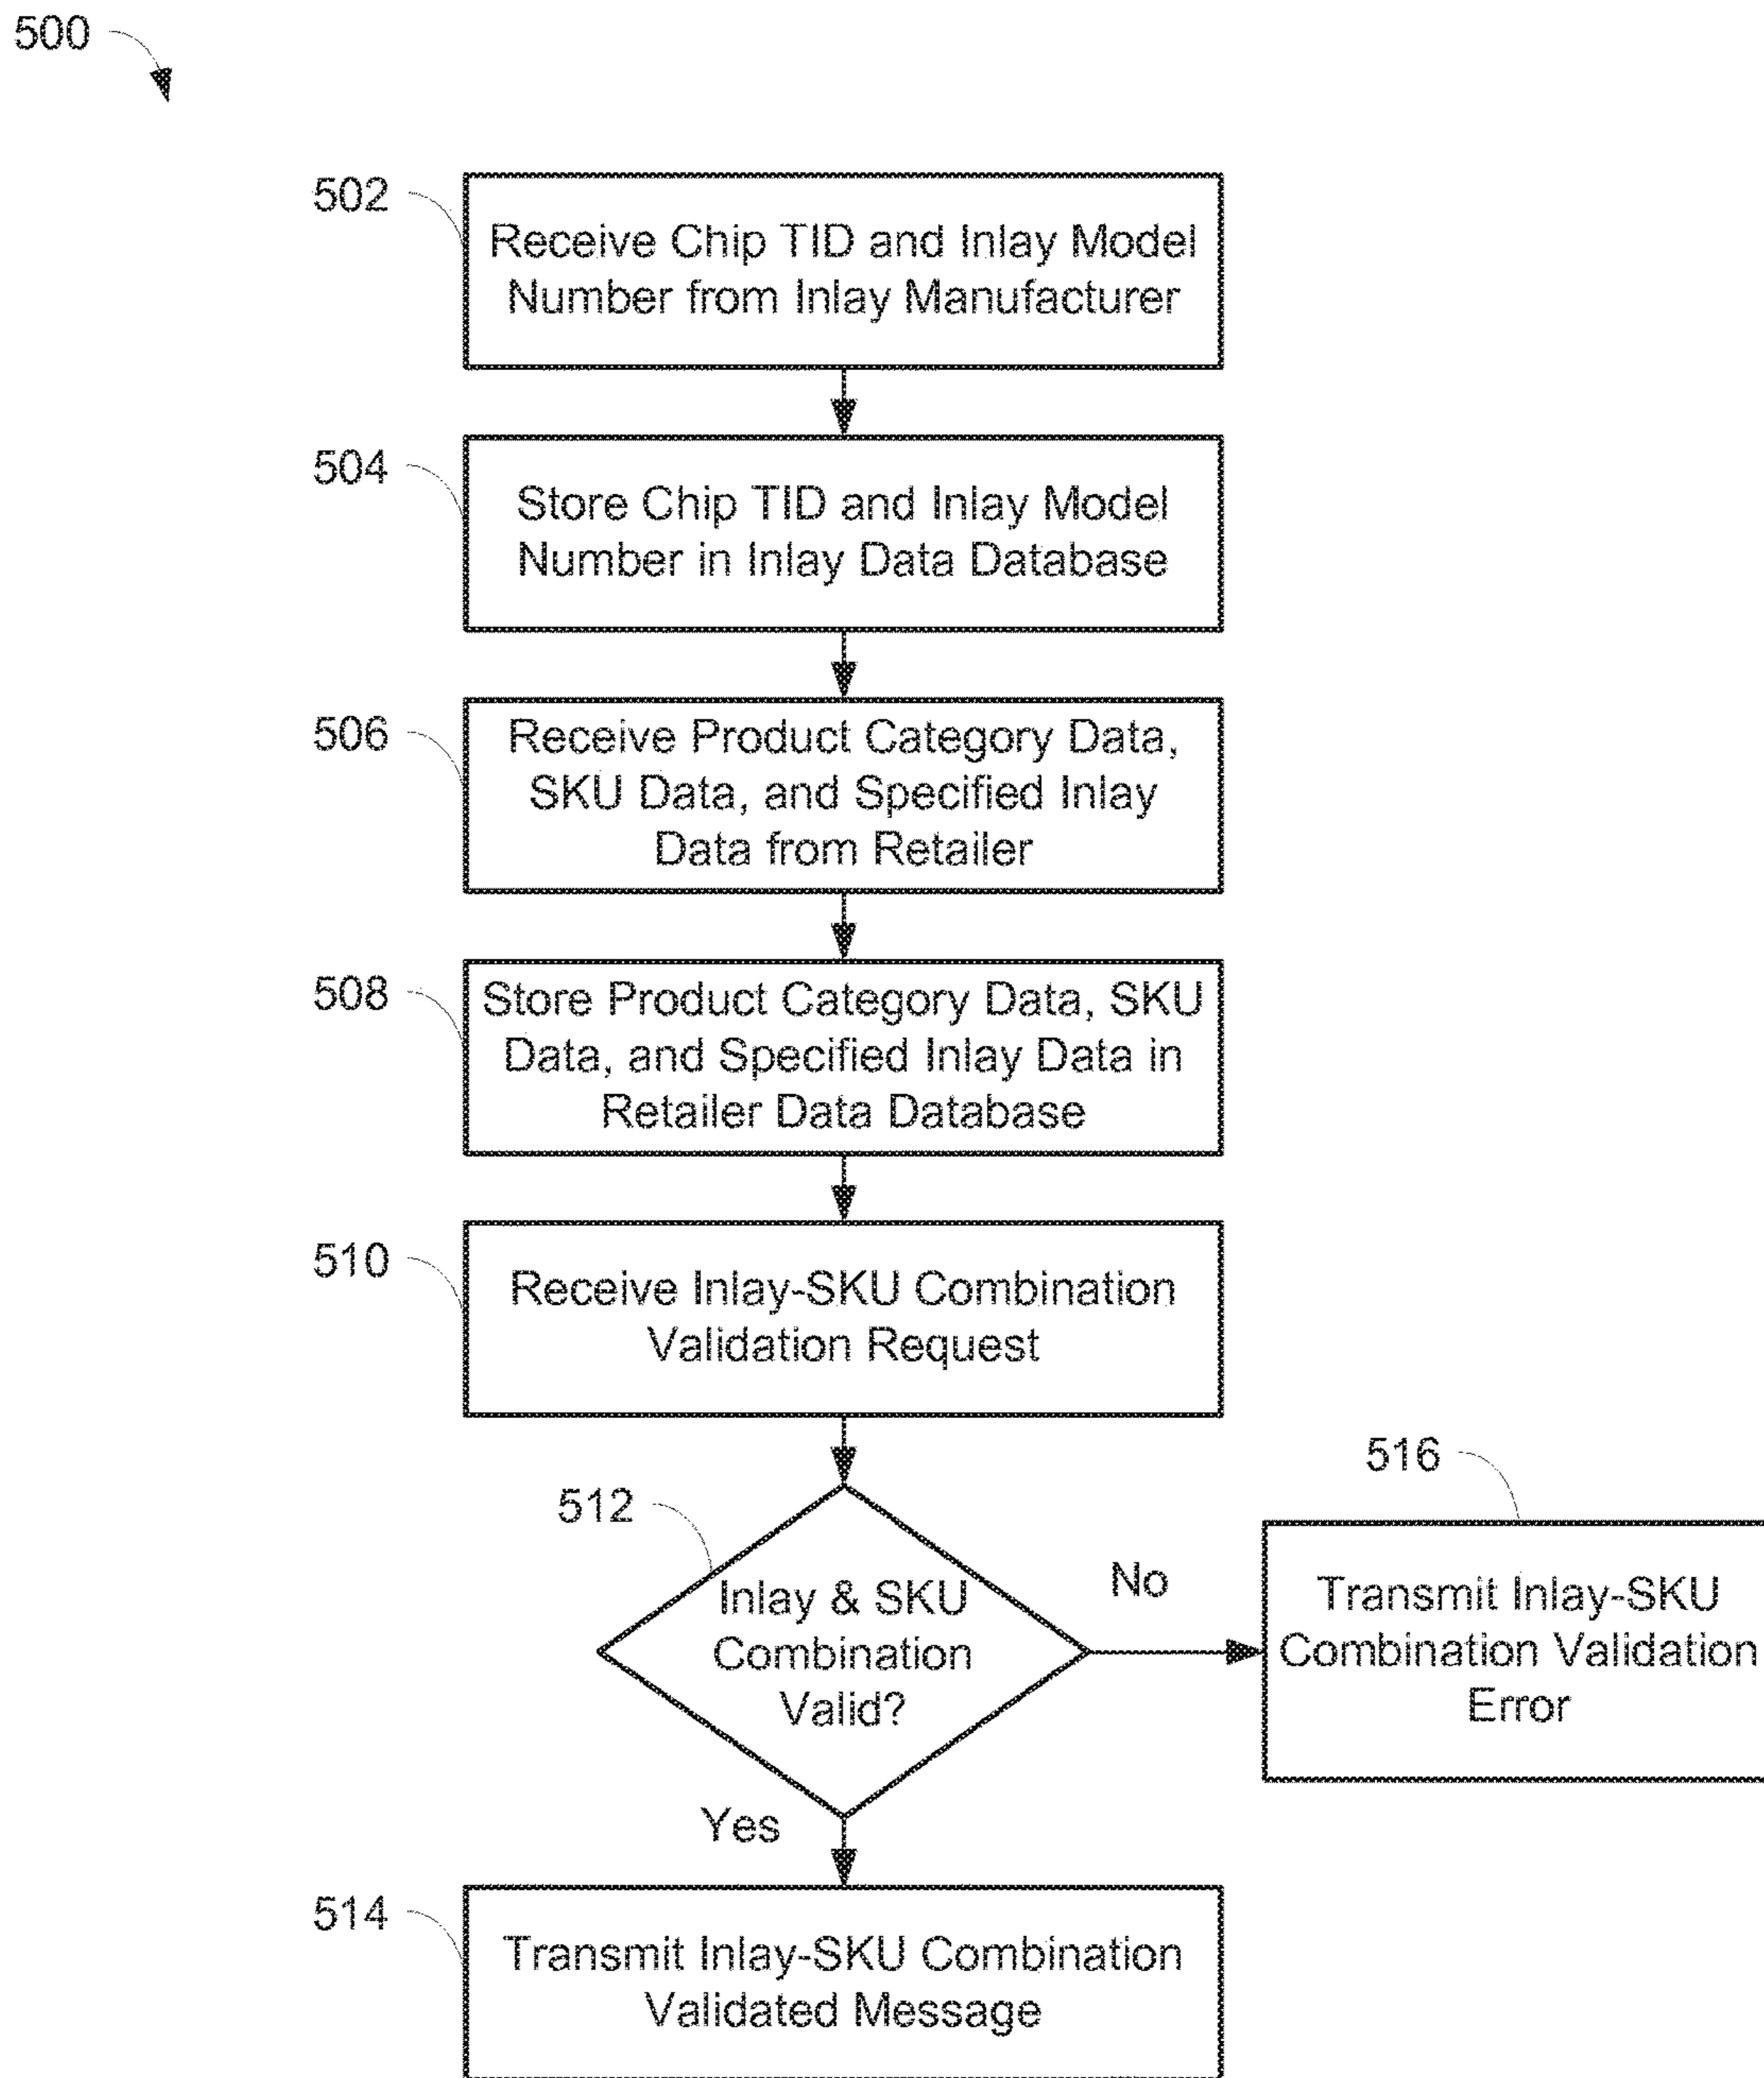 500
502
Receive Chip TID and Inlay Model
Number from Inlay Manufacturer
504
Store Chip TID and Inlay Model
Number in Inlay Data Database
506
Receive Product Category Data,
SKU Data, and Specified Inlay
Data from Retailer
508
Store Product Category Data, SKU
Data, and Specified Inlay Data in
Retailer Data Database
510
Receive Inlay-SKU Combination
Validation Request
512
Inlay & SKU
Combination
Valid?
No
516
Transmit Inlay-SKU
Combination Validation
Error
Yes
514
Transmit Inlay-SKU Combination
Validated Message